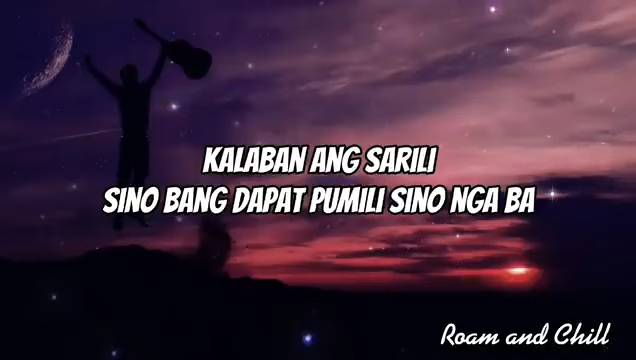 KALABAN ANG SARILI
SINO BANG DAPAT PUMILI SINO NGA BA
Roam and Chill